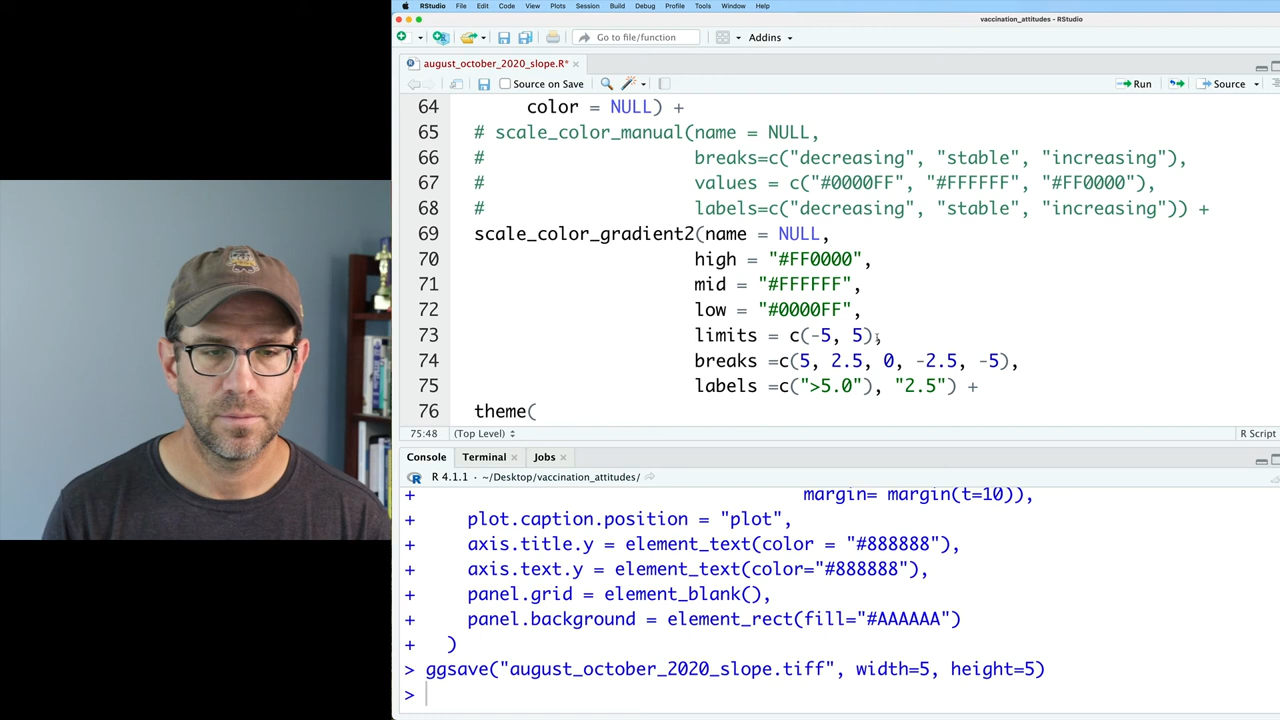 RStudio File Edit Code View Plots Session Build Debug Profile Tools Window Help
vaccination_attitudes - RStudio
Go to file/function Addins
august_october_2020_slope.R*
Source on Save Run Source
64 color = NULL) +
65 # scale_color_manual(name = NULL,
66 # breaks=c("decreasing", "stable", "increasing"),
67 # values = c("#0000FF", "#FFFFFF", "#FF0000"),
68 # labels=c("decreasing", "stable", "increasing")) +
69 scale_color_gradient2(name = NULL,
70 high = "#FF0000",
71 mid = "#FFFFFF",
72 low = "#0000FF",
73 limits = c(-5, 5),
74 breaks =c(5, 2.5, 0, -2.5, -5),
75 labels =c(">5.0"), "2.5") +
76 theme(
75:48 (Top Level) R Script
Console Terminal Jobs
R 4.1.1 · ~/Desktop/vaccination_attitudes/
+ margin= margin(t=10)),
+ plot.caption.position = "plot",
+ axis.title.y = element_text(color = "#888888"),
+ axis.text.y = element_text(color="#888888"),
+ panel.grid = element_blank(),
+ panel.background = element_rect(fill="#AAAAAA")
+ )
> ggsave("august_october_2020_slope.tiff", width=5, height=5)
>